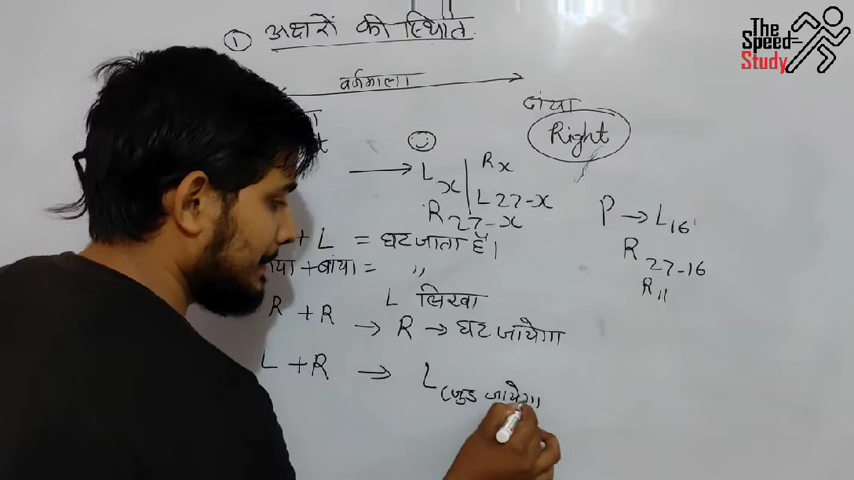 The
Speed
Study
① अक्षरों की स्थिति
वर्णमाला
दांया
Right
→ L x | R x
L 27-x
R 27-x
P → L 16
R 27-16
R 11
+ L = घट जाता है।
+ बांया = "
L लिखा
R + R → R → घट जायेगा
L + R → L (जुड जायेगा